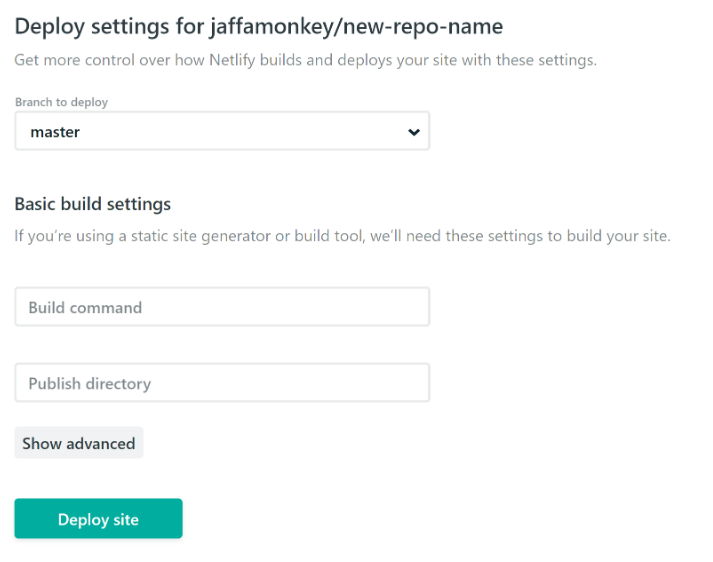 Deploy settings for jaffamonkey/new-repo-name
Get more control over how Netlify builds and deploys your site with these settings.
Branch to deploy
master
Basic build settings
If you're using a static site generator or build tool, we'll need these settings to build your site.
Build command
Publish directory
Show advanced
Deploy site